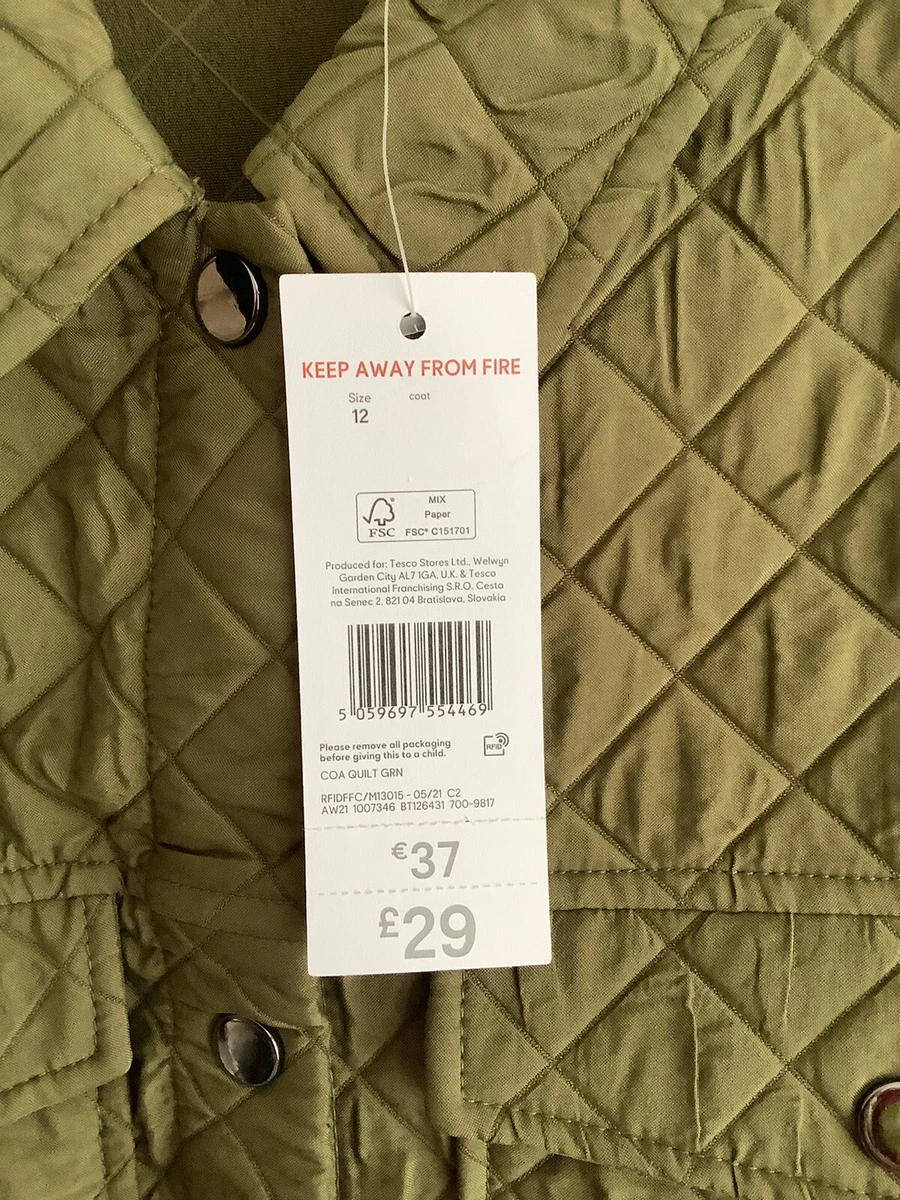 KEEP AWAY FROM FIRE
Size coat
12
FSC® MIX
Paper
FSC® C151701
Produced for: Tesco Stores Ltd., Welwyn
Garden City AL7 1GA, U.K. & Tesco
International Franchising S.R.O. Cesta
na Senec 2, 821 04 Bratislava, Slovakia
5 059697 554469
Please remove all packaging
before giving this to a child.
RFID
COA QUILT GRN
RFIDFFC/M13015 - 05/21 C2
AW21 1007346 BT126431 700-9817
€37
£29